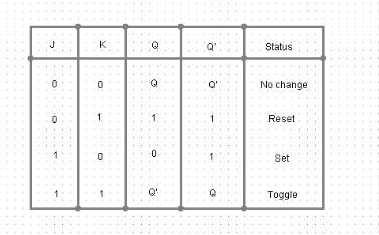 J K Q Q' Status
0 0 Q Q' No change
0 1 1 1 Reset
1 0 0 1 Set
1 1 Q' Q Toggle